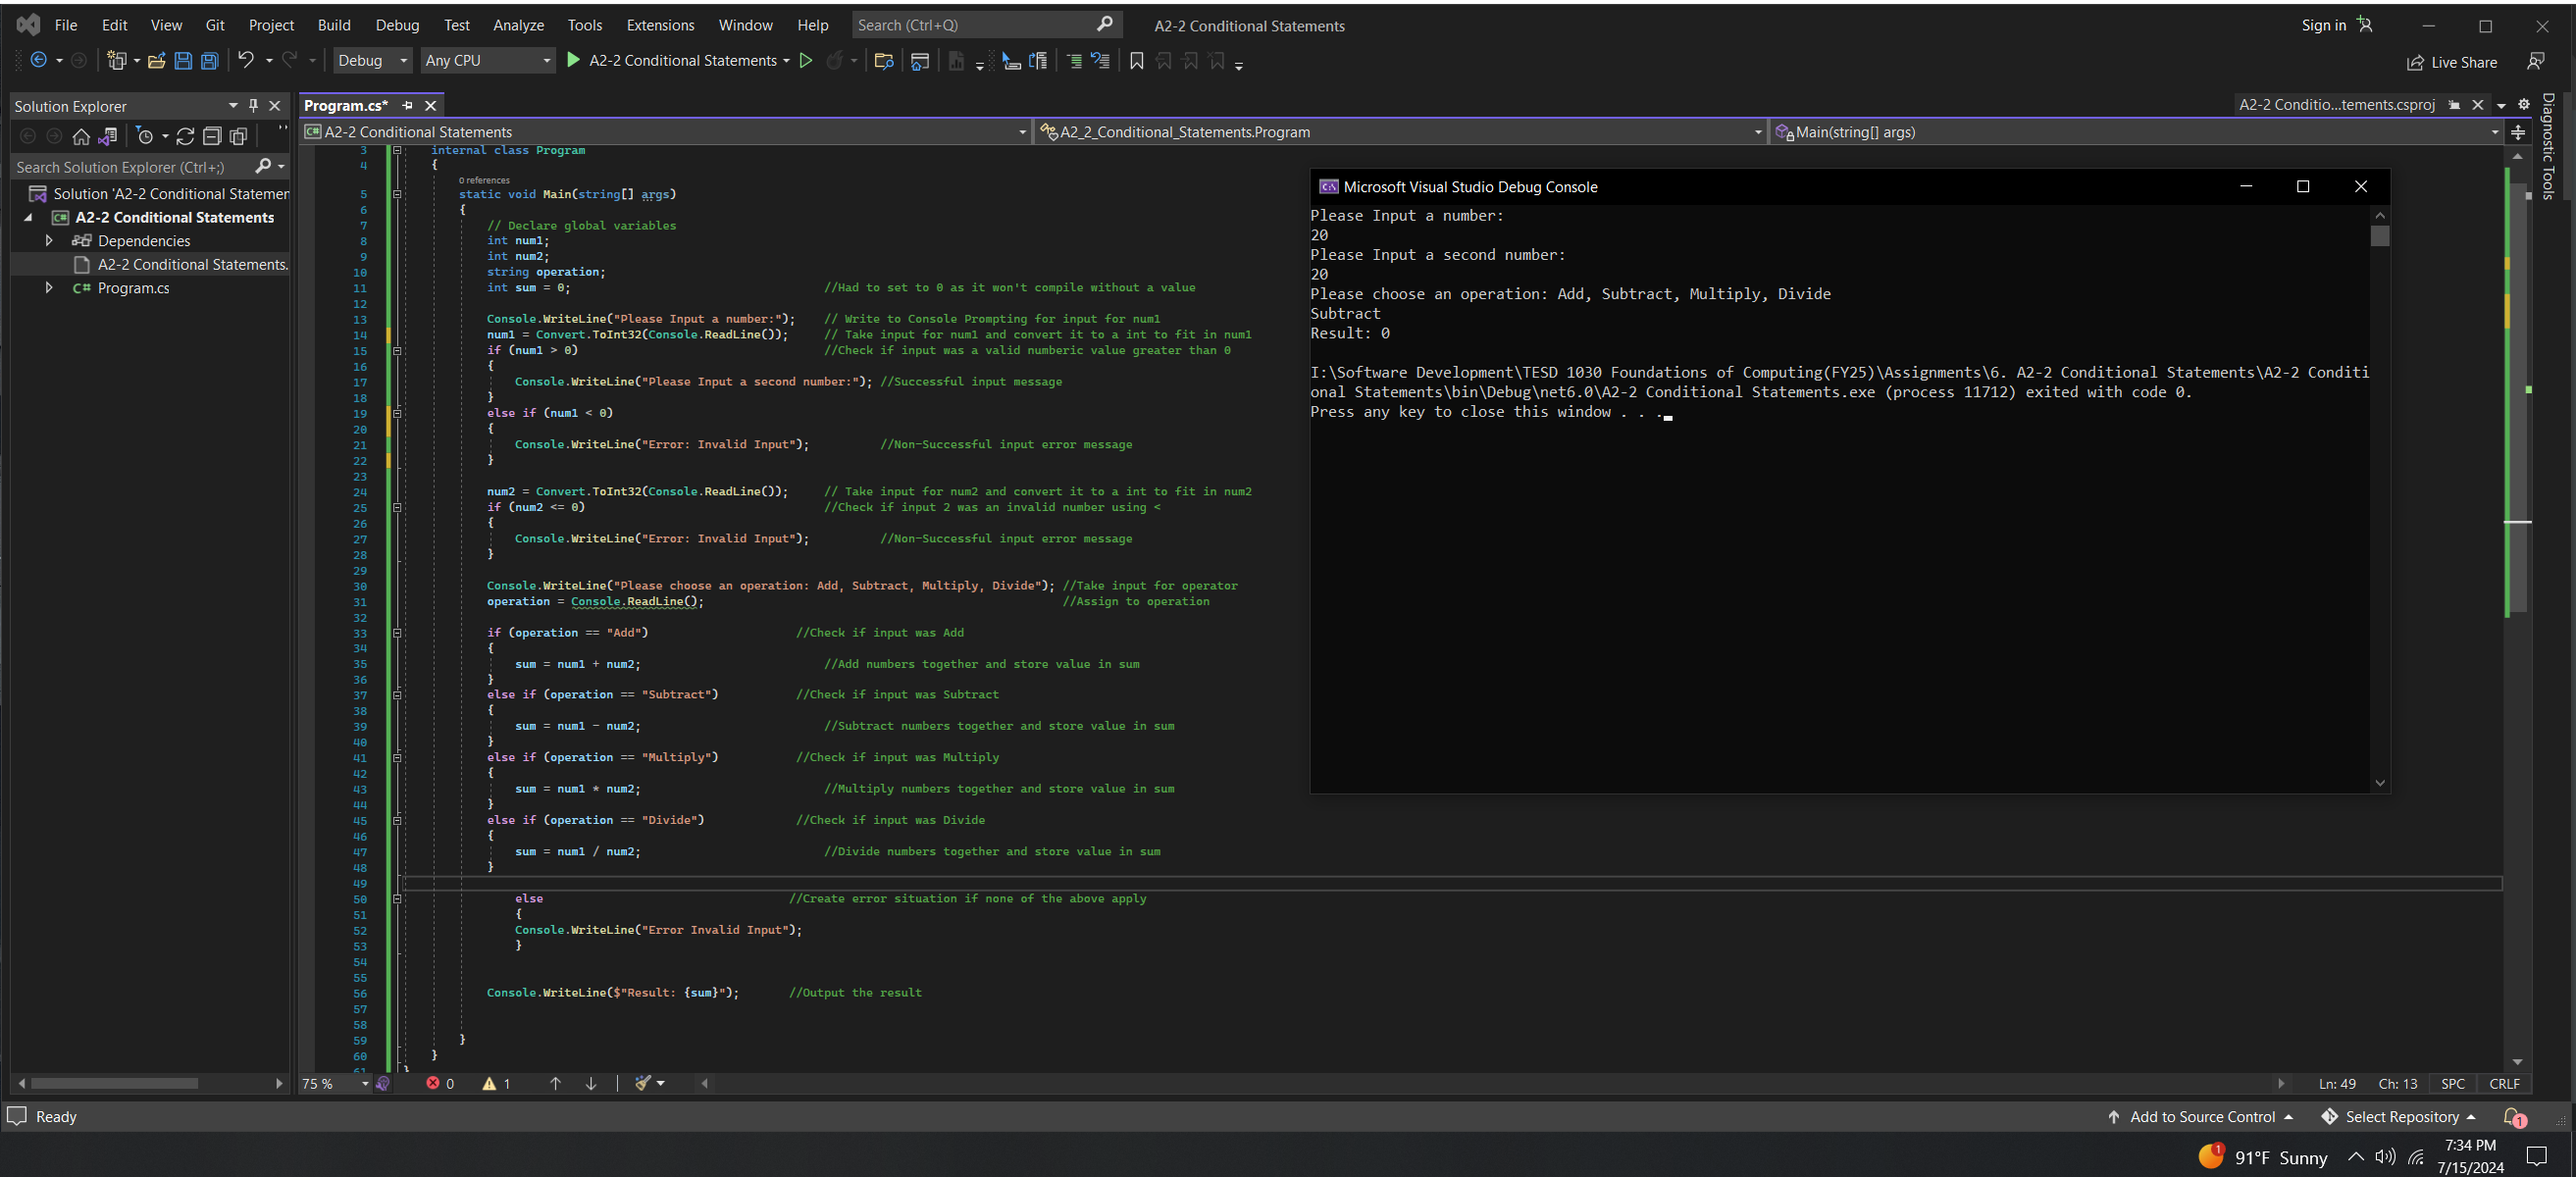 File Edit View Git Project Build Debug Test Analyze Tools Extensions Window Help Search (Ctrl+Q) A2-2 Conditional Statements Sign in
Debug Any CPU A2-2 Conditional Statements Live Share
Solution Explorer
Search Solution Explorer (Ctrl+;)
Solution 'A2-2 Conditional Statemen
A2-2 Conditional Statements
Dependencies
A2-2 Conditional Statements.
C# Program.cs
Program.cs* A2-2 Conditio...tements.csproj
C# A2-2 Conditional Statements A2_2_Conditional_Statements.Program Main(string[] args)
Diagnostic Tools
3 internal class Program
4 {
0 references
5 static void Main(string[] args)
6 {
7 // Declare global variables
8 int num1;
9 int num2;
10 string operation;
11 int sum = 0; //Had to set to 0 as it won't compile without a value
12
13 Console.WriteLine("Please Input a number:"); // Write to Console Prompting for input for num1
14 num1 = Convert.ToInt32(Console.ReadLine()); // Take input for num1 and convert it to a int to fit in num1
15 if (num1 > 0) //Check if input was a valid numberic value greater than 0
16 {
17 Console.WriteLine("Please Input a second number:"); //Successful input message
18 }
19 else if (num1 < 0)
20 {
21 Console.WriteLine("Error: Invalid Input"); //Non-Successful input error message
22 }
23
24 num2 = Convert.ToInt32(Console.ReadLine()); // Take input for num2 and convert it to a int to fit in num2
25 if (num2 <= 0) //Check if input 2 was an invalid number using <
26 {
27 Console.WriteLine("Error: Invalid Input"); //Non-Successful input error message
28 }
29
30 Console.WriteLine("Please choose an operation: Add, Subtract, Multiply, Divide"); //Take input for operator
31 operation = Console.ReadLine(); //Assign to operation
32
33 if (operation == "Add") //Check if input was Add
34 {
35 sum = num1 + num2; //Add numbers together and store value in sum
36 }
37 else if (operation == "Subtract") //Check if input was Subtract
38 {
39 sum = num1 - num2; //Subtract numbers together and store value in sum
40 }
41 else if (operation == "Multiply") //Check if input was Multiply
42 {
43 sum = num1 * num2; //Multiply numbers together and store value in sum
44 }
45 else if (operation == "Divide") //Check if input was Divide
46 {
47 sum = num1 / num2; //Divide numbers together and store value in sum
48 }
49
50 else //Create error situation if none of the above apply
51 {
52 Console.WriteLine("Error Invalid Input");
53 }
54
55
56 Console.WriteLine($"Result: {sum}"); //Output the result
57
58
59 }
60 }
61 }
Microsoft Visual Studio Debug Console
Please Input a number:
20
Please Input a second number:
20
Please choose an operation: Add, Subtract, Multiply, Divide
Subtract
Result: 0
I:\Software Development\TESD 1030 Foundations of Computing(FY25)\Assignments\6. A2-2 Conditional Statements\A2-2 Conditi
onal Statements\bin\Debug\net6.0\A2-2 Conditional Statements.exe (process 11712) exited with code 0.
Press any key to close this window . . .
75 % 0 1 Ln: 49 Ch: 13 SPC CRLF
Ready Add to Source Control Select Repository 1
1 91°F Sunny 7:34 PM
7/15/2024